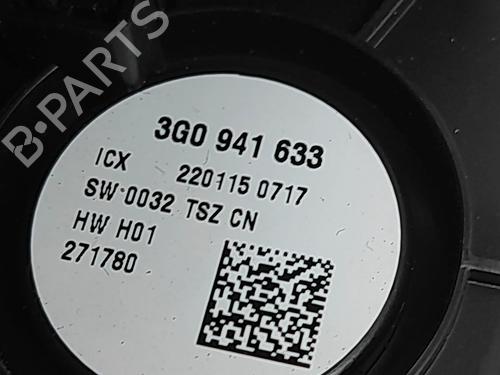 B-PARTS
3G0 941 633
ICX 220115 0717
SW 0032 TSZ CN
HW H01
271780